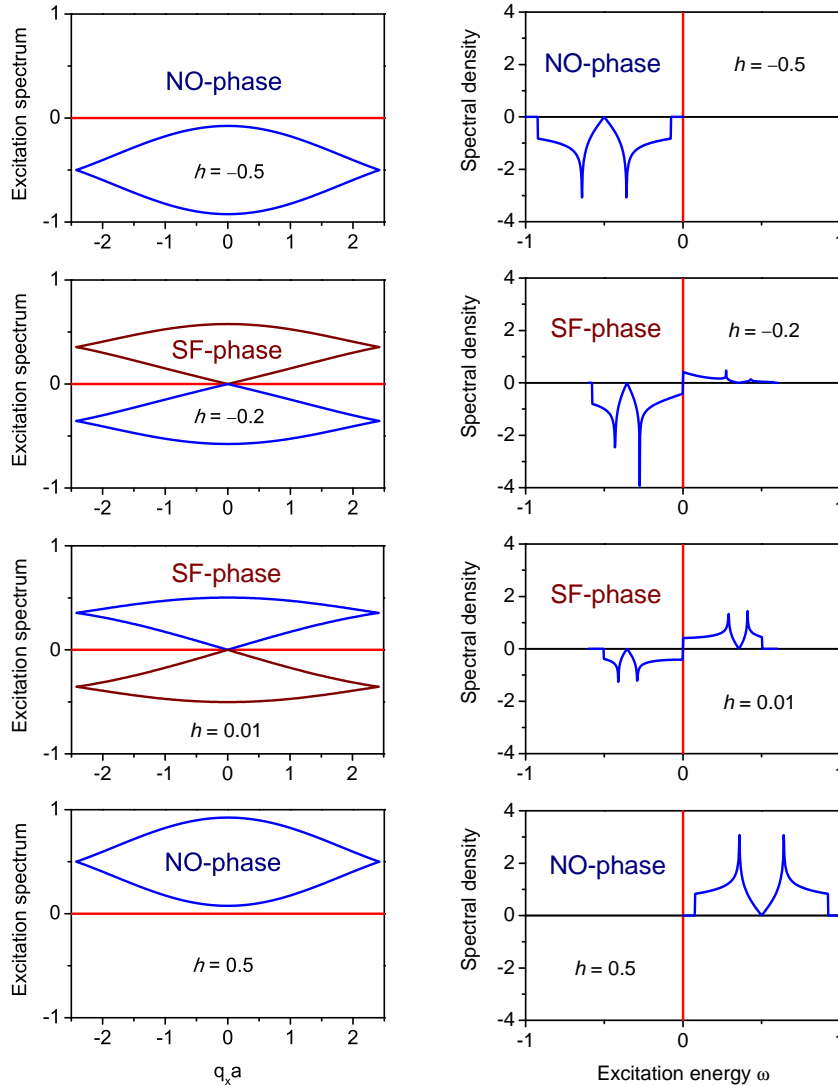 1
0
-1
Excitation spectrum
NO-phase
h = −0.5
-2 -1 0 1 2
4
2
0
-2
-4
Spectral density
NO-phase
h = −0.5
-1 0 1
1
0
-1
Excitation spectrum
SF-phase
h = −0.2
-2 -1 0 1 2
4
2
0
-2
-4
Spectral density
SF-phase
h = −0.2
-1 0 1
1
0
-1
Excitation spectrum
SF-phase
h = 0.01
-2 -1 0 1 2
4
2
0
-2
-4
Spectral density
SF-phase
h = 0.01
-1 0 1
1
0
-1
Excitation spectrum
NO-phase
h = 0.5
-2 -1 0 1 2
qₓa
4
2
0
-2
-4
Spectral density
NO-phase
h = 0.5
-1 0 1
Excitation energy ω